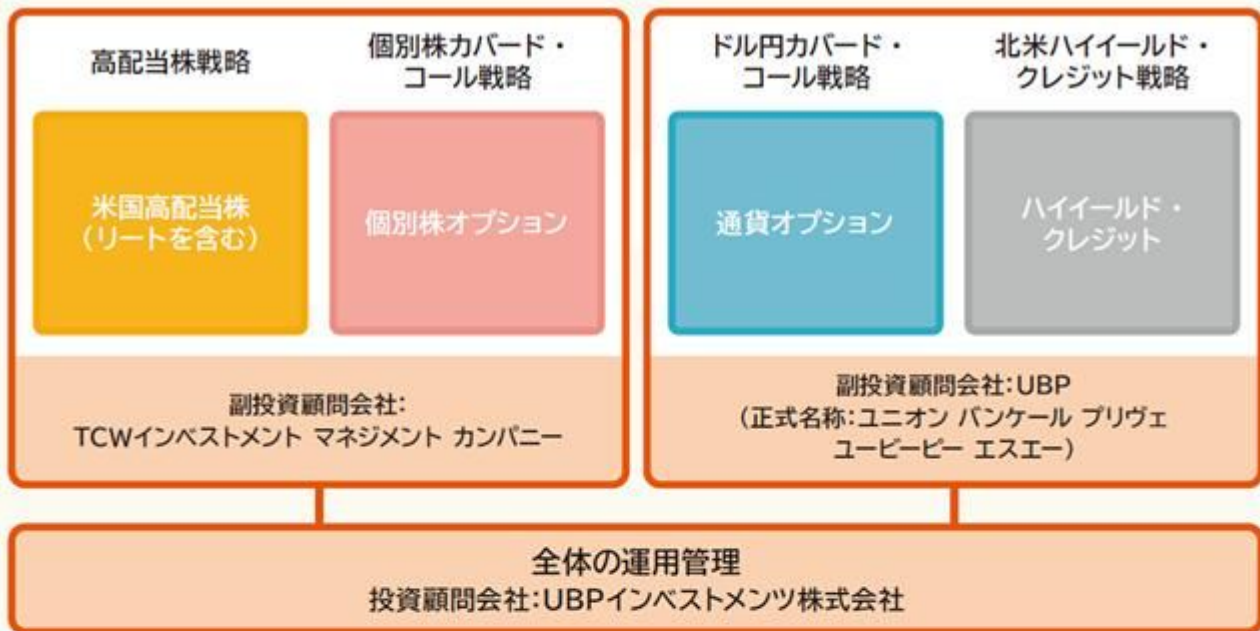 高配当株戦略
個別株カバード・
コール戦略
ドル円カバード・
コール戦略
北米ハイイールド・
クレジット戦略
米国高配当株
（リートを含む）
個別株オプション
通貨オプション
ハイイールド・
クレジット
副投資顧問会社：
TCWインベストメント マネジメント カンパニー
副投資顧問会社：UBP
（正式名称：ユニオン バンケール プリヴェ
ユービーピー エスエー）
全体の運用管理
投資顧問会社：UBPインベストメンツ株式会社